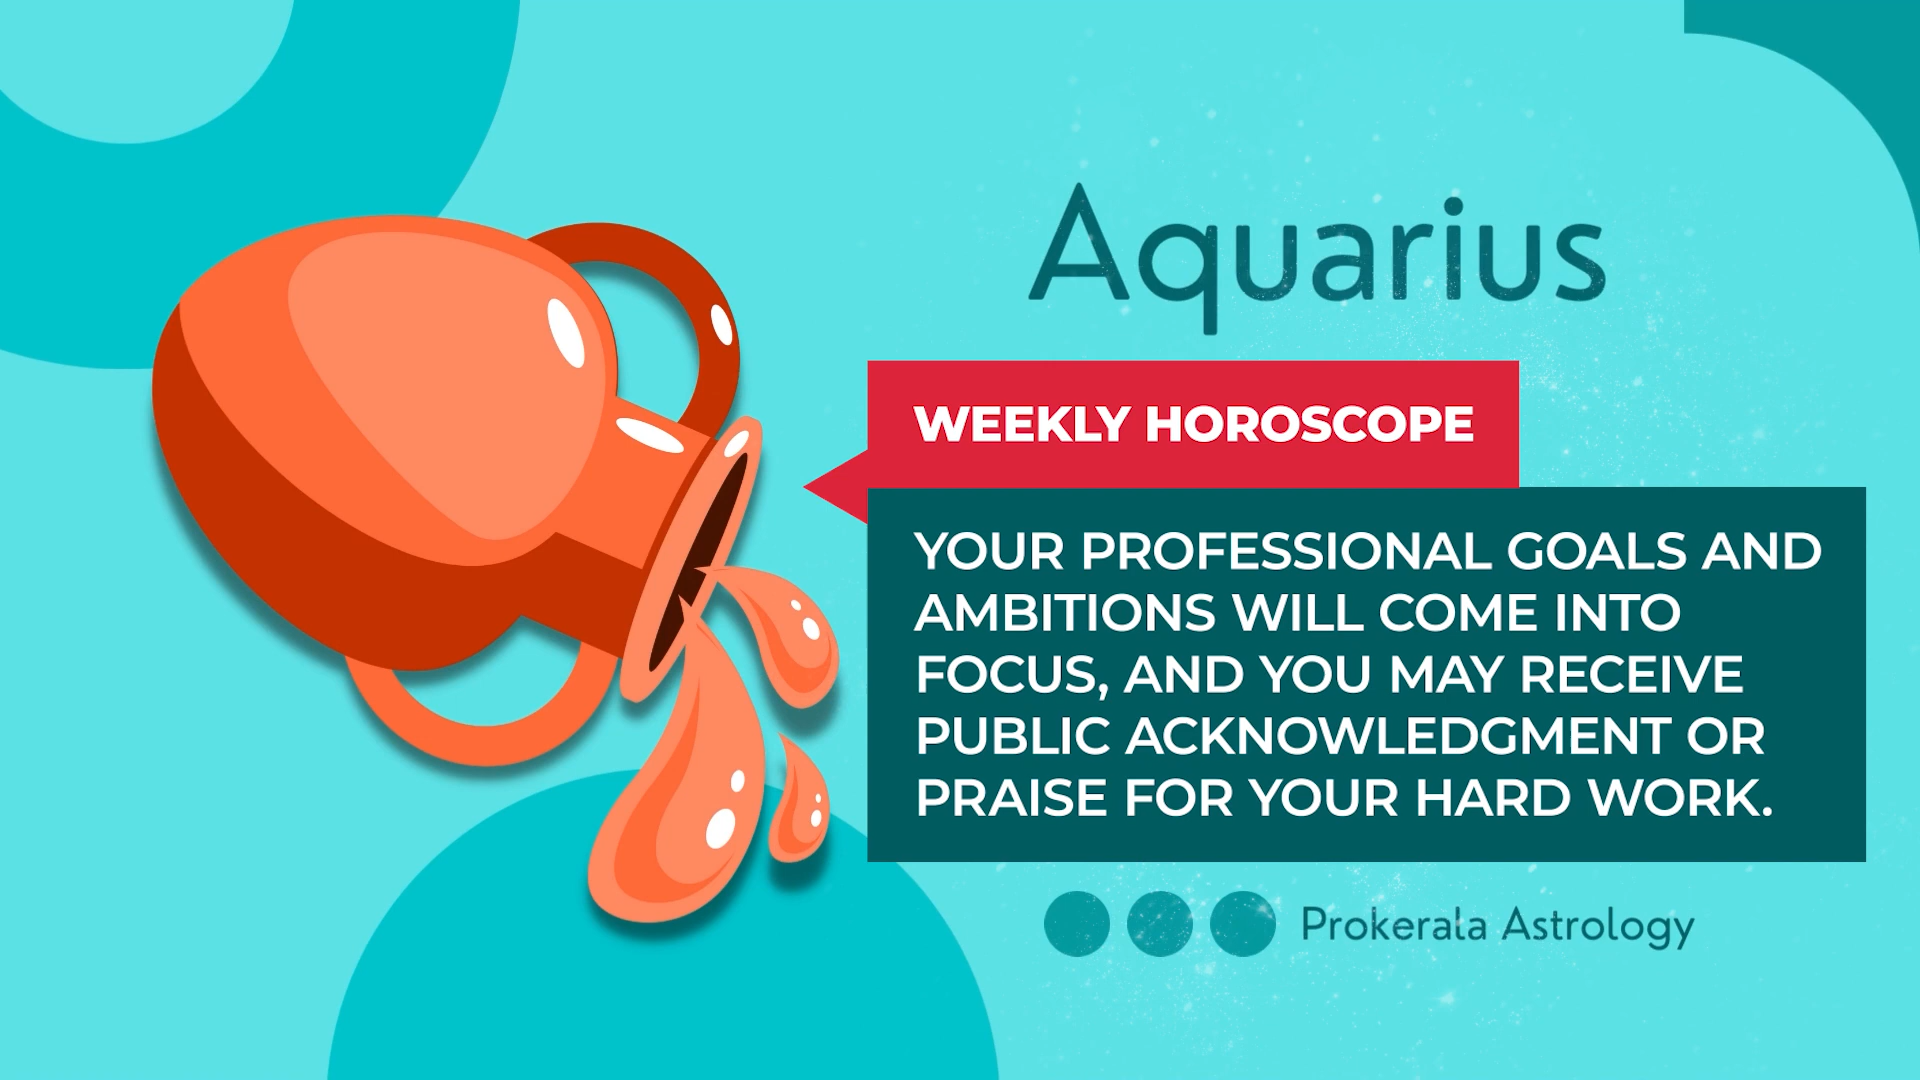 Aquarius
WEEKLY HOROSCOPE
YOUR PROFESSIONAL GOALS AND
AMBITIONS WILL COME INTO
FOCUS, AND YOU MAY RECEIVE
PUBLIC ACKNOWLEDGMENT OR
PRAISE FOR YOUR HARD WORK.
Prokerala Astrology